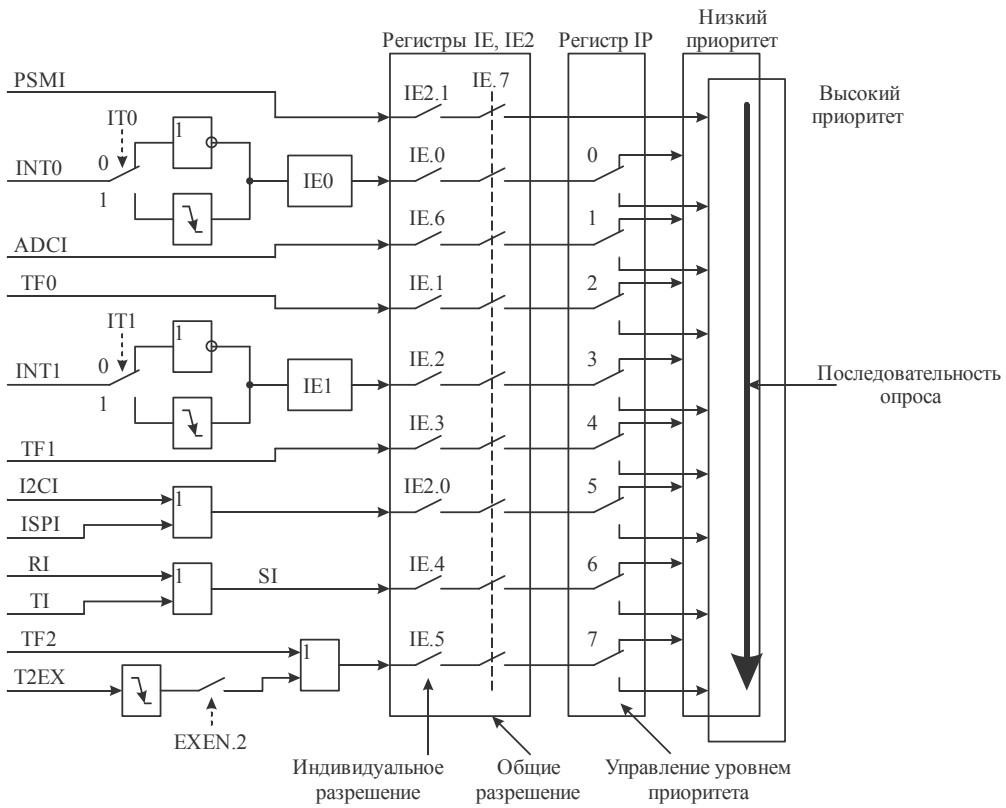 Низкий
приоритет
Регистры IE, IE2
Регистр IP
Высокий
приоритет
PSMI
IE2.1
IE.7
IT0
1
0
INT0
1
IE0
IE.0
0
ADCI
IE.6
1
TF0
IE.1
2
IT1
1
0
INT1
1
IE1
IE.2
3
Последовательность
опроса
TF1
IE.3
4
I2CI
ISPI
1
IE2.0
5
RI
TI
1
SI
IE.4
6
TF2
T2EX
1
IE.5
7
EXEN.2
Индивидуальное
разрешение
Общие
разрешение
Управление уровнем
приоритета